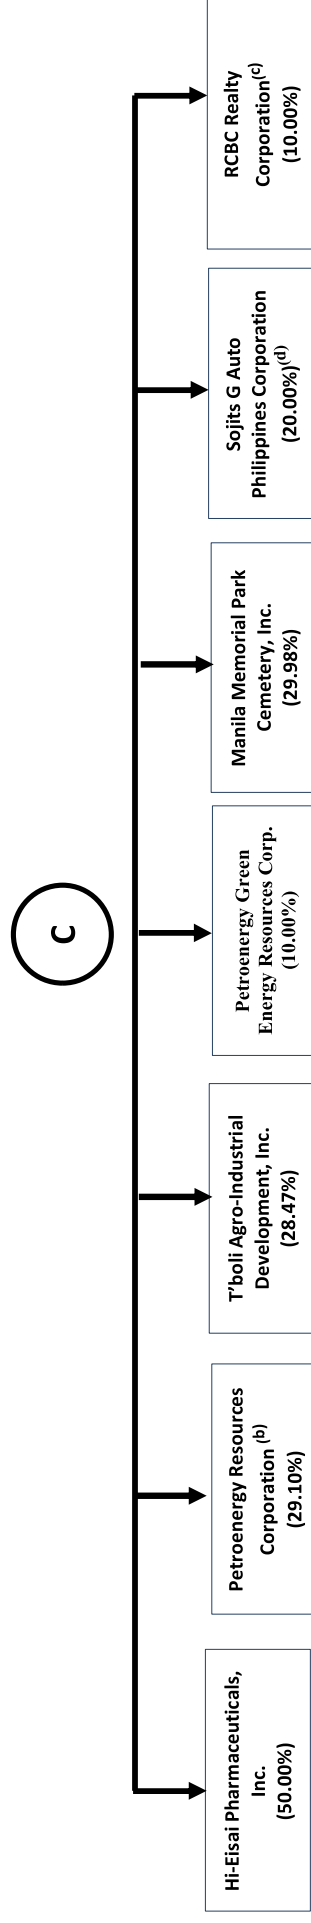 C
Hi-Eisai Pharmaceuticals,
Inc.
(50.00%)
Petroenergy Resources
Corporation (b)
(29.10%)
T’boli Agro-Industrial
Development, Inc.
(28.47%)
Petroenergy Green
Energy Resources Corp.
(10.00%)
Manila Memorial Park
Cemetery, Inc.
(29.98%)
Sojits G Auto
Philippines Corporation
(20.00%)(d)
RCBC Realty
Corporation(c)
(10.00%)